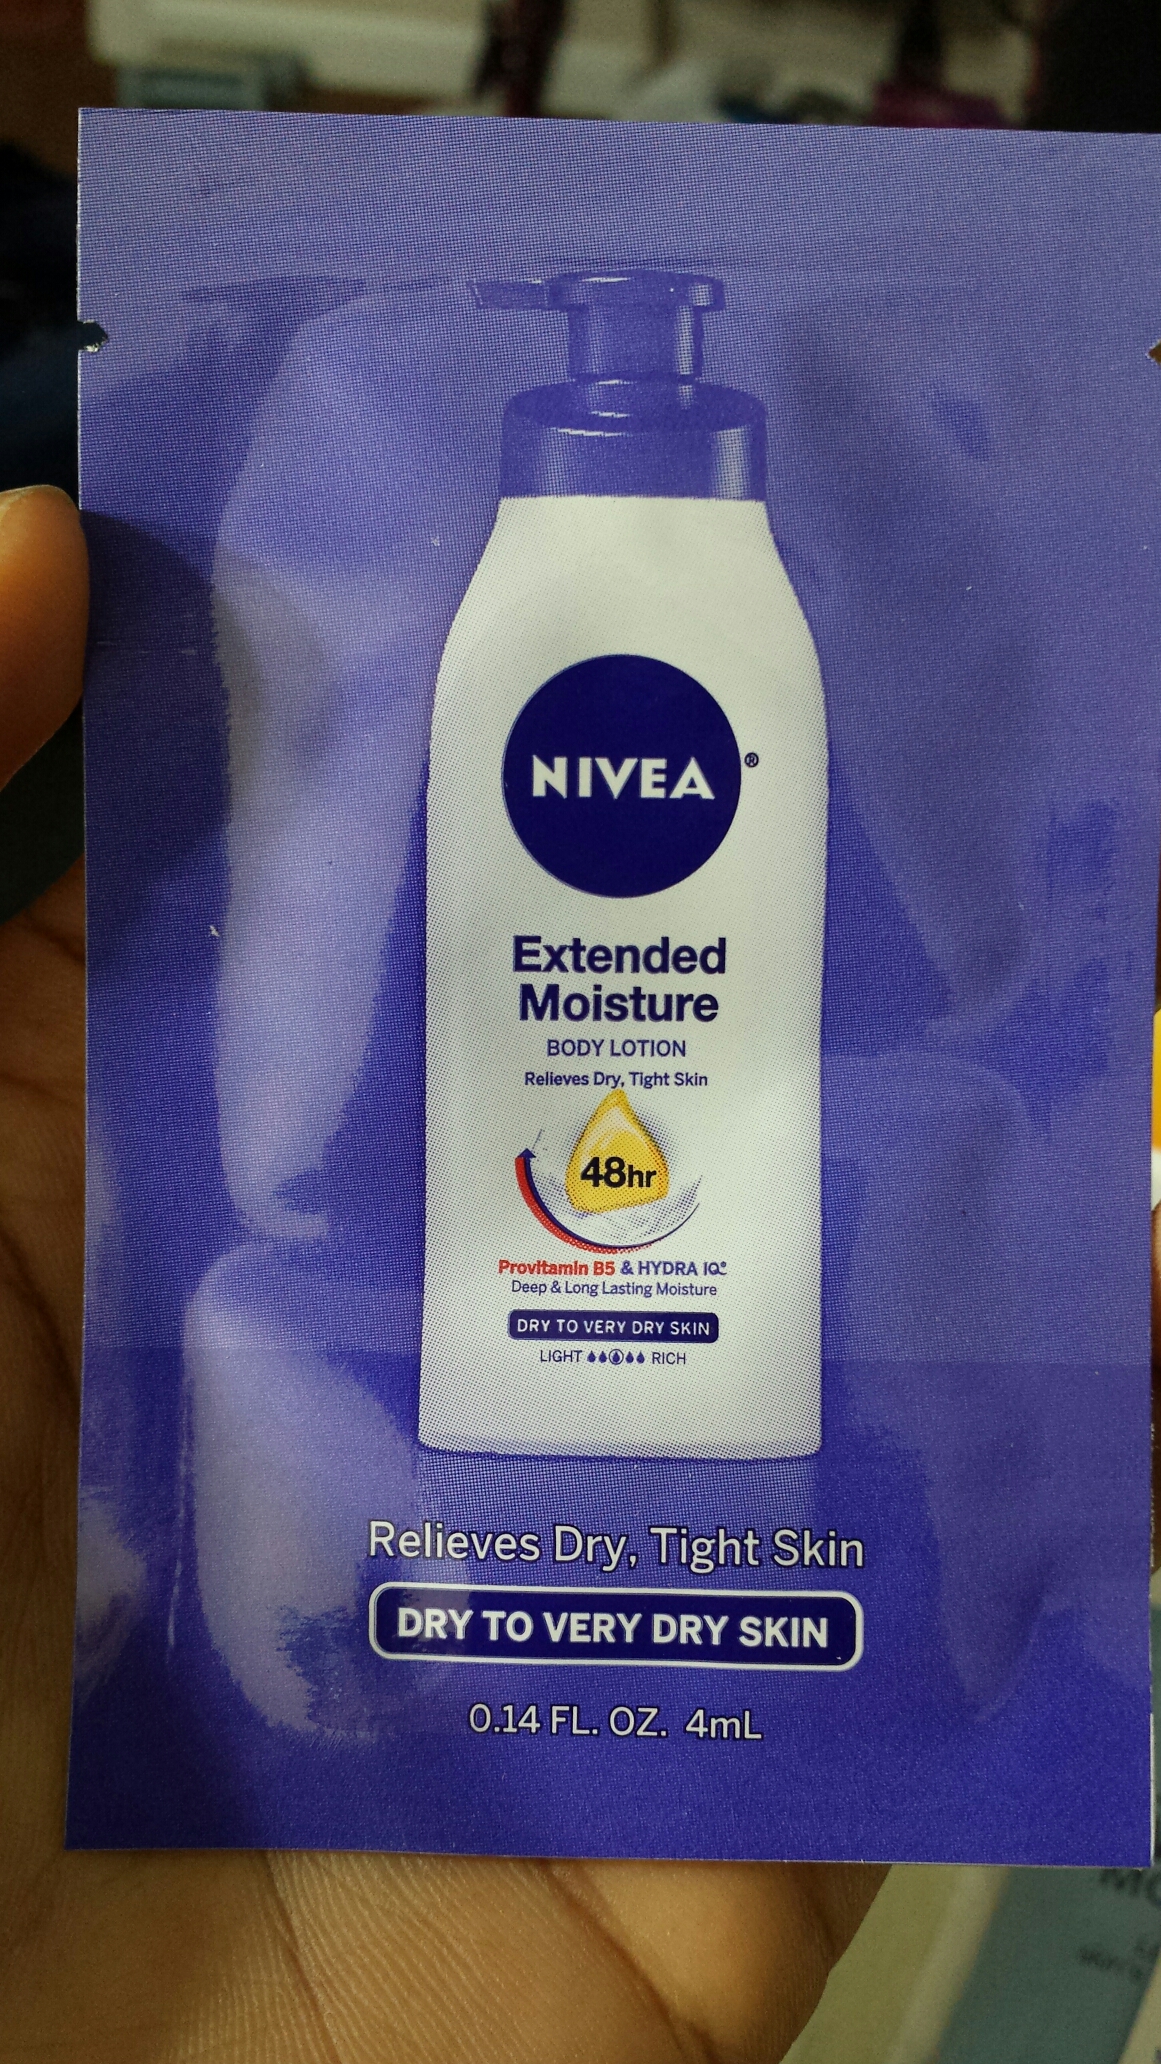 NIVEA®
Extended
Moisture
BODY LOTION
Relieves Dry, Tight Skin
48hr
Provitamin B5 & HYDRA IQ®
Deep & Long Lasting Moisture
DRY TO VERY DRY SKIN
LIGHT RICH
Relieves Dry, Tight Skin
DRY TO VERY DRY SKIN
0.14 FL. OZ. 4mL